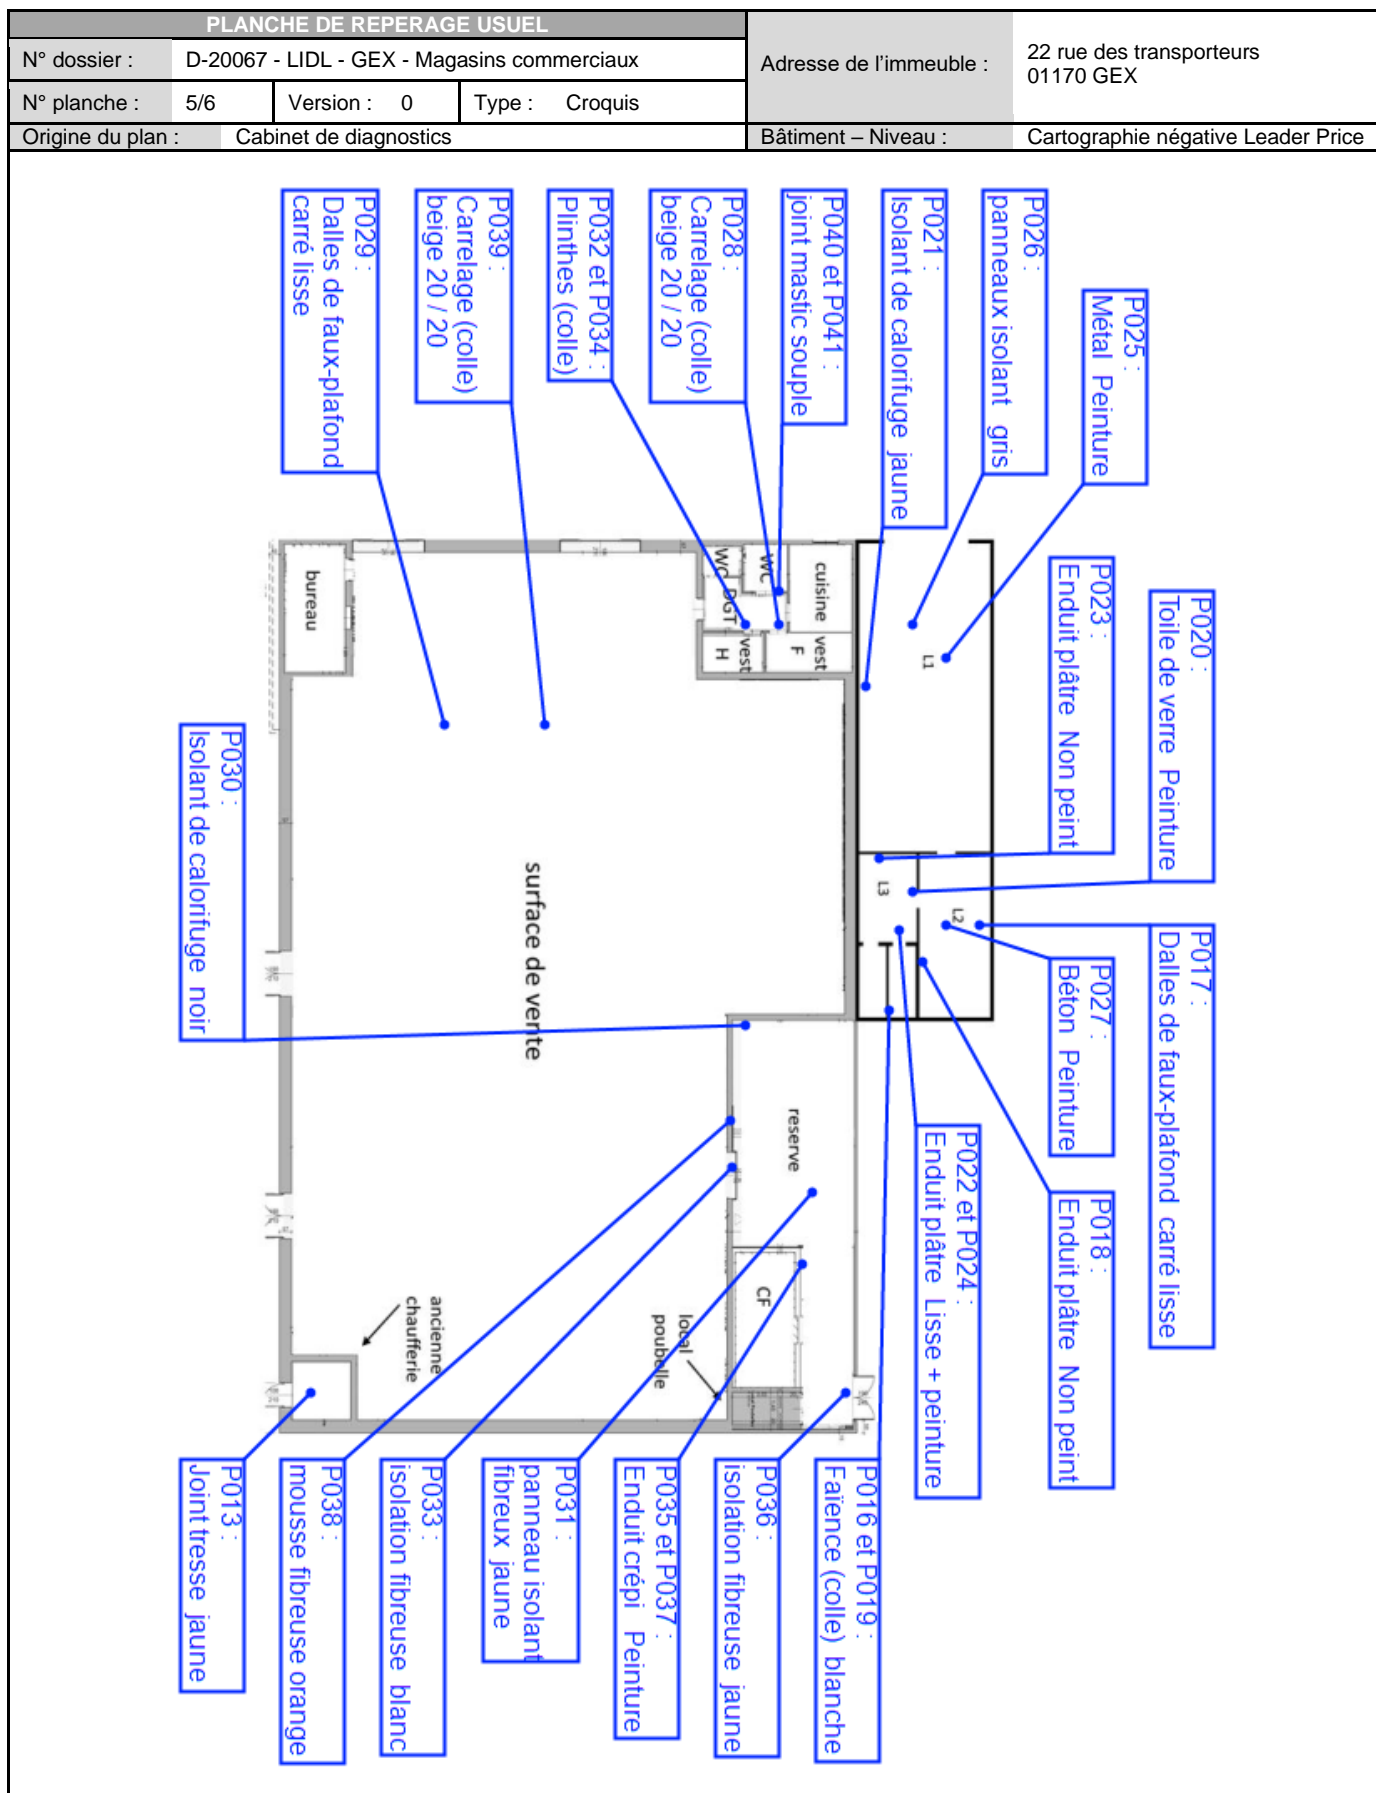 PLANCHE DE REPERAGE USUEL
N° dossier : D-20067 - LIDL - GEX - Magasins commerciaux
Adresse de l'immeuble : 22 rue des transporteurs
01170 GEX
N° planche : 5/6 Version : 0 Type : Croquis
Origine du plan : Cabinet de diagnostics
Bâtiment – Niveau : Cartographie négative Leader Price
P025 :
Métal Peinture
P026 :
panneaux isolant gris
P021 :
Isolant de calorifuge jaune
P040 et P041 :
joint mastic souple
P028 :
Carrelage (colle)
beige 20 / 20
P032 et P034 :
Plinthes (colle)
P039 :
Carrelage (colle)
beige 20 / 20
P029 :
Dalles de faux-plafond
carré lisse
P020 :
Toile de verre Peinture
P023 :
Enduit plâtre Non peint
P017 :
Dalles de faux-plafond carré lisse
P027 :
Béton Peinture
P018 :
Enduit plâtre Non peint
P022 et P024 :
Enduit plâtre Lisse + peinture
P030 :
Isolant de calorifuge noir
L1
L2
L3
cuisine
WC
WC
DGT
vest
F
vest
H
bureau
surface de vente
reserve
CF
local
poubelle
ancienne
chaufferie
P016 et P019 :
Faïence (colle) blanche
P036 :
isolation fibreuse jaune
P035 et P037 :
Enduit crépi Peinture
P031 :
panneau isolant
fibreux jaune
P033 :
isolation fibreuse blanc
P038 :
mousse fibreuse orange
P013 :
Joint tresse jaune